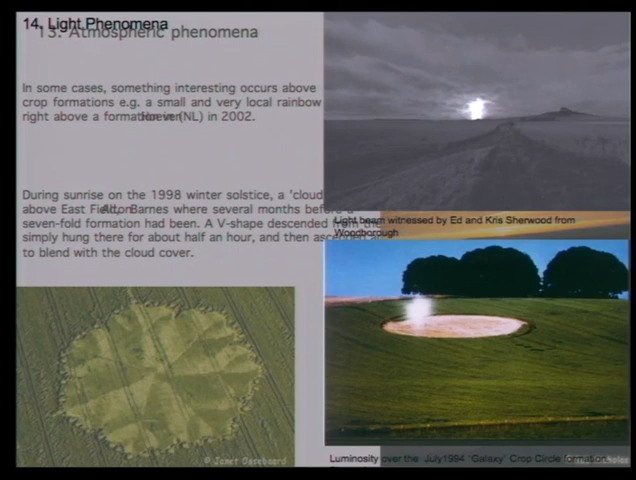 14. Light Phenomena
13. Atmospheric phenomena
In some cases, something interesting occurs above
crop formations e.g. a small and very local rainbow
right above a formation in (NL) in 2002.
Hoeven
During sunrise on the 1998 winter solstice, a 'cloud
above East Field, Barnes where several months before a
Alton
seven-fold formation had been. A V-shape descended from the
simply hung there for about half an hour, and then ascended
to blend with the cloud cover.
Light beam witnessed by Ed and Kris Sherwood from
Woodborough
© Janet Ossebaard
Luminosity over the July1994 'Galaxy' Crop Circle formation